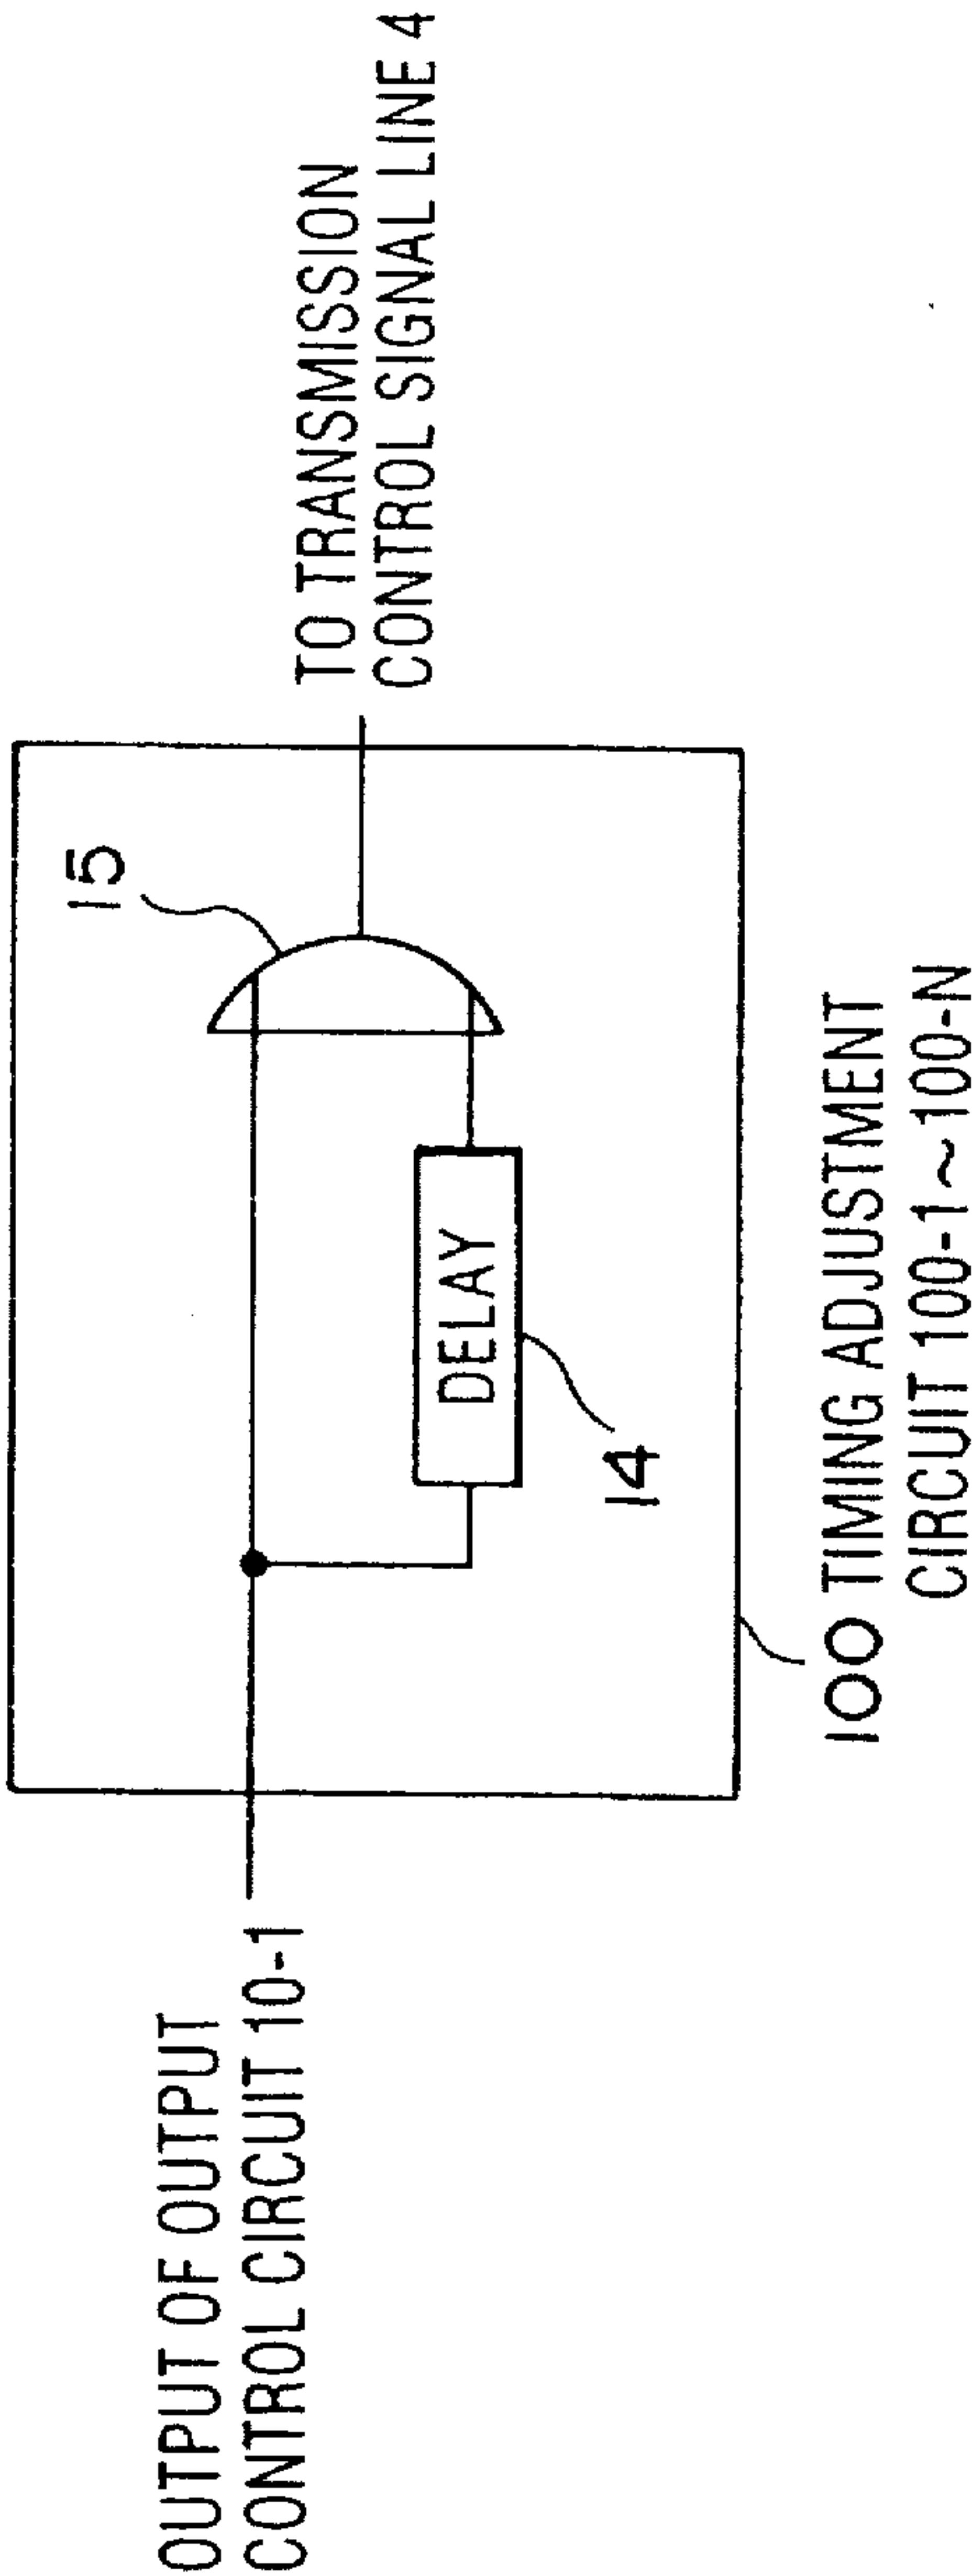 OUTPUT OF OUTPUT
CONTROL CIRCUIT 10-1
15
DELAY
14
TO TRANSMISSION
CONTROL SIGNAL LINE 4
100 TIMING ADJUSTMENT
CIRCUIT 100-1~100-N